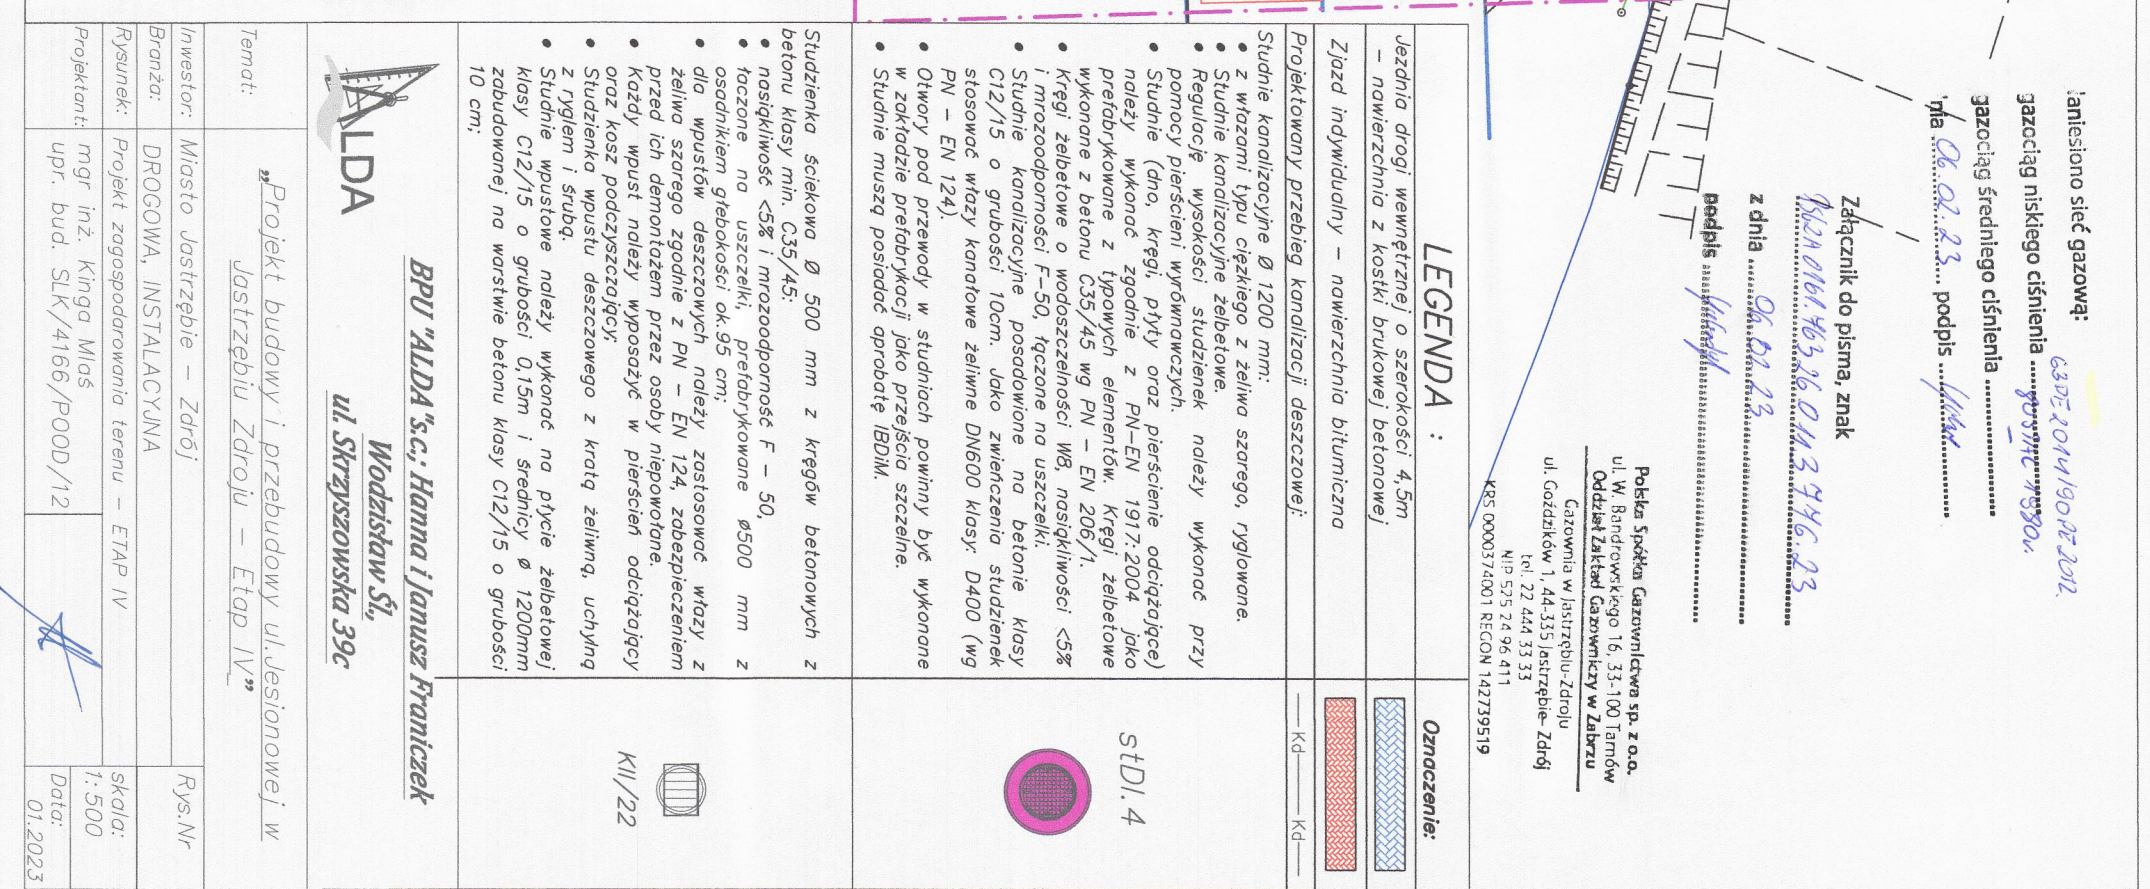 gazociąg niskiego ciśnienia
gazociąg średniego ciśnienia
06.02.23 podpis
Załącznik do pisma, znak
z dnia 06 02 23
podpis
Polska Spółka Gazownictwa sp. z o.o.
ul. W. Bandrowskiego 16, 33-100 Tarnów
Oddział Zakład Gazowniczy w Zabrzu
Gazownia w Jastrzębiu-Zdroju
ul. Goździków 1, 44-335 Jastrzębie-Zdrój
tel. 22 444 33 33
NIP 525 24 96 411
KRS 0000374001 REGON 142739519
LEGENDA :
Oznaczenie:
Jezdnia drogi wewnętrznej o szerokości 4,5m
– nawierzchnia z kostki brukowej betonowej
Zjazd indywidualny – nawierzchnia bitumiczna
Projektowany przebieg kanalizacji deszczowej
Kd Kd
Studnie kanalizacyjne Ø 1200 mm:
• z włazami typu ciężkiego z żeliwa szarego, ryglowane.
• Studnie kanalizacyjne żelbetowe.
• Regulację wysokości studzienek należy wykonać przy
pomocy pierścieni wyrównawczych.
• Studnie (dno, kręgi, płyty oraz pierścienie odciążające)
należy wykonać zgodnie z PN-EN 1917:2004 jako
prefabrykowane z typowych elementów. Kręgi żelbetowe
wykonane z betonu C35/45 wg PN – EN 206/1.
• Kręgi żelbetowe o wodoszczelności W8, nasiąkliwości <5%
i mrozoodporności F-50, łączone na uszczelki.
• Studnie kanalizacyjne posadowione na betonie klasy
C12/15 o grubości 10cm. Jako zwieńczenia studzienek
stosować włazy kanałowe żeliwne DN600 klasy: D400 (wg
PN – EN 124).
• Otwory pod przewody w studniach powinny być wykonane
w zakładzie prefabrykacji jako przejścia szczelne.
• Studnie muszą posiadać aprobatę IBDiM.
stDl.4
Studzienka ściekowa Ø 500 mm z kręgów betonowych z
betonu klasy min. C35/45:
• nasiąkliwość <5% i mrozoodporność F – 50,
• łączone na uszczelki, prefabrykowane ø500 mm z
osadnikiem głębokości ok.95 cm;
• dla wpustów deszczowych należy zastosować włazy z
żeliwa szarego zgodnie z PN – EN 124, zabezpieczeniem
przed ich demontażem przez osoby niepowołane.
• Każdy wpust należy wyposażyć w pierścień odciążający
oraz kosz podczyszczający;
• Studzienka wpustu deszczowego z kratą żeliwną, uchylną
z ryglem i śrubą.
• Studnie wpustowe należy wykonać na płycie żelbetowej
klasy C12/15 o grubości 0,15m i średnicy ø 1200mm
zabudowanej na warstwie betonu klasy C12/15 o grubości
10 cm;
KII/22
ALDA
BPU "ALDA"s.c.; Hanna i Janusz Franiczek
Wodzisław Śl.,
ul. Skrzyszowska 39c
Temat:
„Projekt budowy i przebudowy ul.Jesionowej w
Jastrzębiu Zdroju – Etap IV”
Inwestor: Miasto Jastrzębie – Zdrój
Rys.Nr
Branża: DROGOWA, INSTALACYJNA
Rysunek: Projekt zagospodarowania terenu – ETAP IV
skala:
1:500
Projektant: mgr inż. Kinga Mlaś
upr. bud. SLK/4166/POOD/12
Data:
01.2023